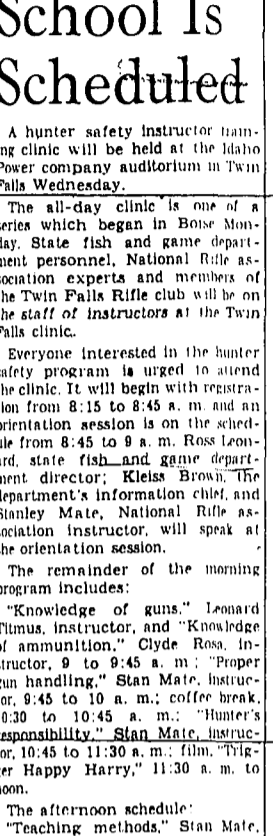 School Is
Scheduled
A hunter safety instructor train-
ng clinic will be held at the Idaho
Power company auditorium in Twin
Falls Wednesday.
The all-day clinic is one of a
series which began in Boise Mon-
day. State fish and game depart-
ment personnel, National Rifle as-
sociation experts and members of
the Twin Falls Rifle club will be on
the staff of instructors at the Twin
Falls clinic.
Everyone interested in the hunter
safety program is urged to attend
the clinic. It will begin with registra-
tion from 8:15 to 8:45 a. m. and an
orientation session is on the sched-
ule from 8:45 to 9 a. m. Ross Leon-
ard, state fish and game depart-
ment director; Kleiss Brown, the
department's information chief, and
Stanley Mate, National Rifle as-
sociation instructor, will speak at
the orientation session.
The remainder of the morning
program includes:
"Knowledge of guns," Leonard
Titmus, instructor, and "Knowledge
of ammunition," Clyde Rosa, in-
structor, 9 to 9:45 a. m.; "Proper
gun handling," Stan Mate, instruc-
tor, 9:45 to 10 a. m.; coffee break,
10:30 to 10:45 a. m.; "Hunter's
responsibility," Stan Mate, instruc-
tor, 10:45 to 11:30 a. m.; film, "Trig-
ger Happy Harry," 11:30 a. m. to
noon.
The afternoon schedule:
"Teaching methods," Stan Mate,